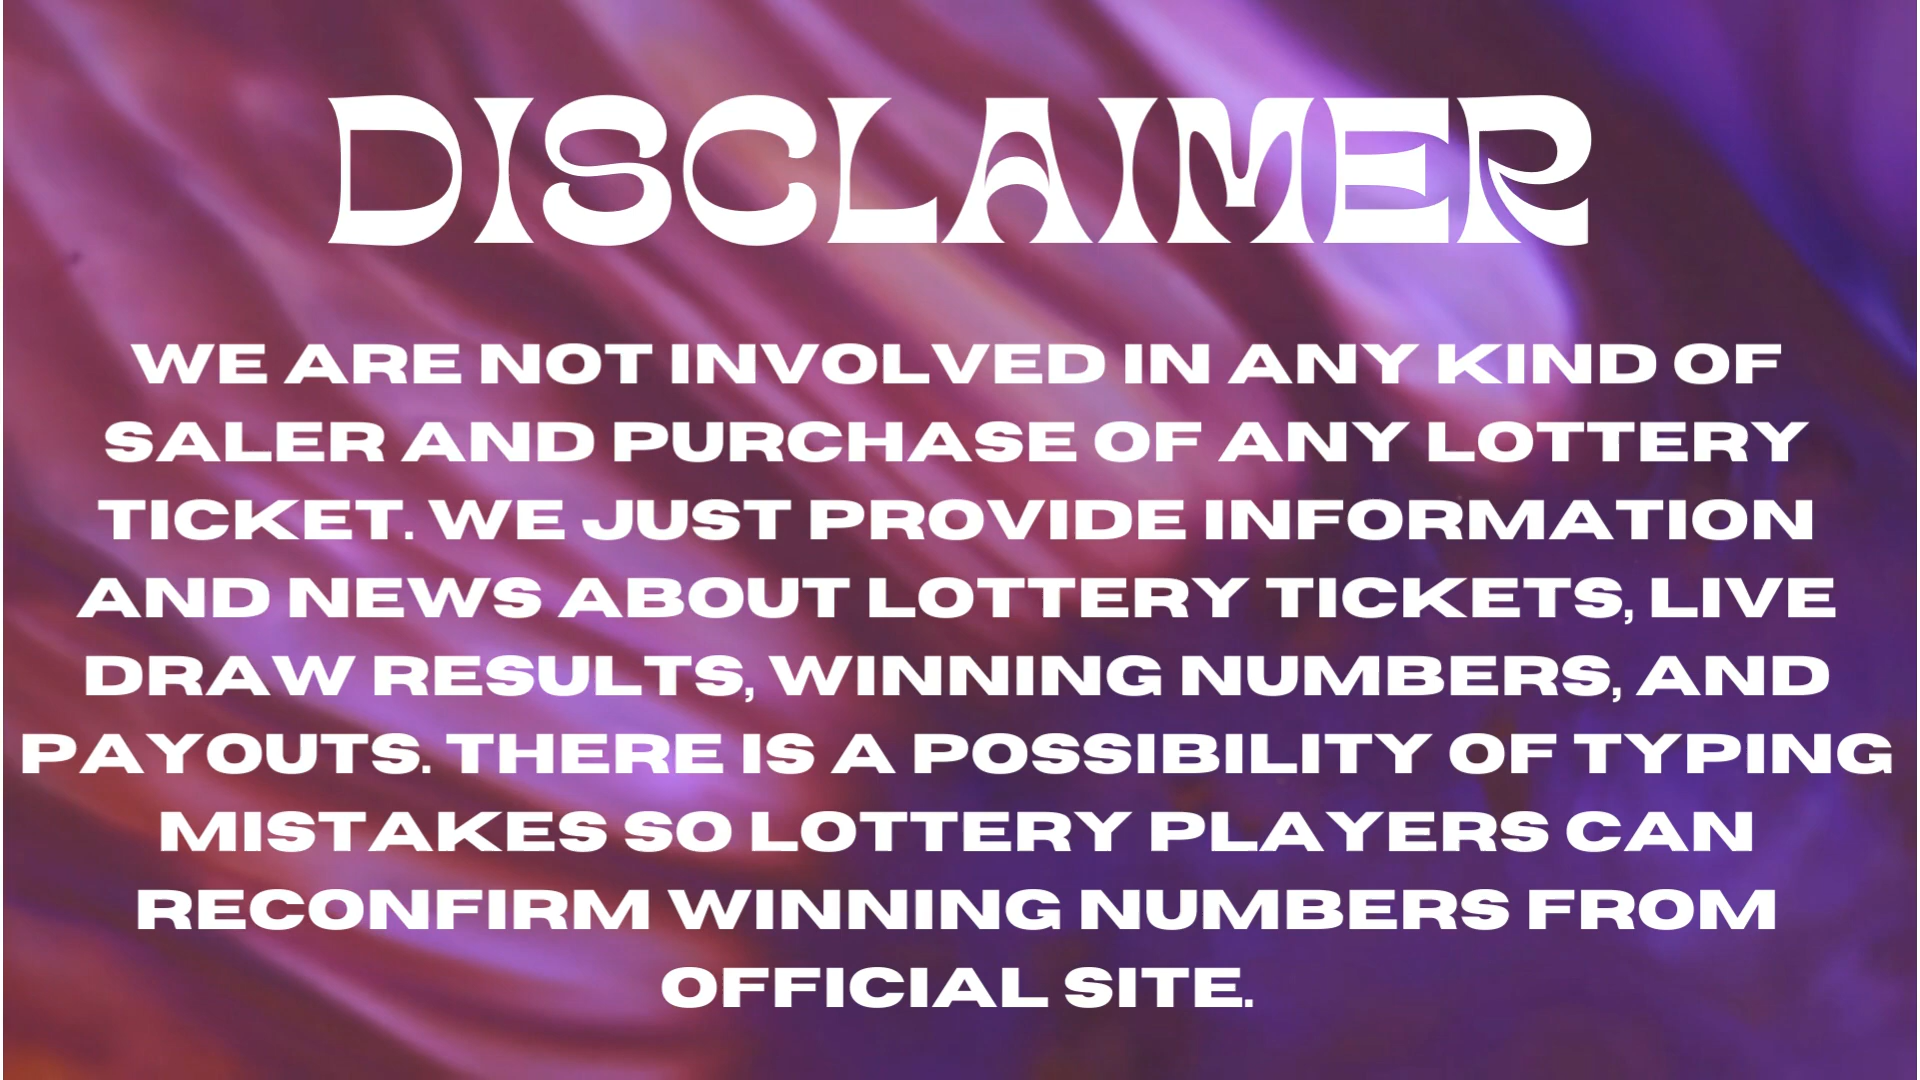 DISCLAIMER
WE ARE NOT INVOLVED IN ANY KIND OF
SALER AND PURCHASE OF ANY LOTTERY
TICKET. WE JUST PROVIDE INFORMATION
AND NEWS ABOUT LOTTERY TICKETS, LIVE
DRAW RESULTS, WINNING NUMBERS, AND
PAYOUTS. THERE IS A POSSIBILITY OF TYPING
MISTAKES SO LOTTERY PLAYERS CAN
RECONFIRM WINNING NUMBERS FROM
OFFICIAL SITE.